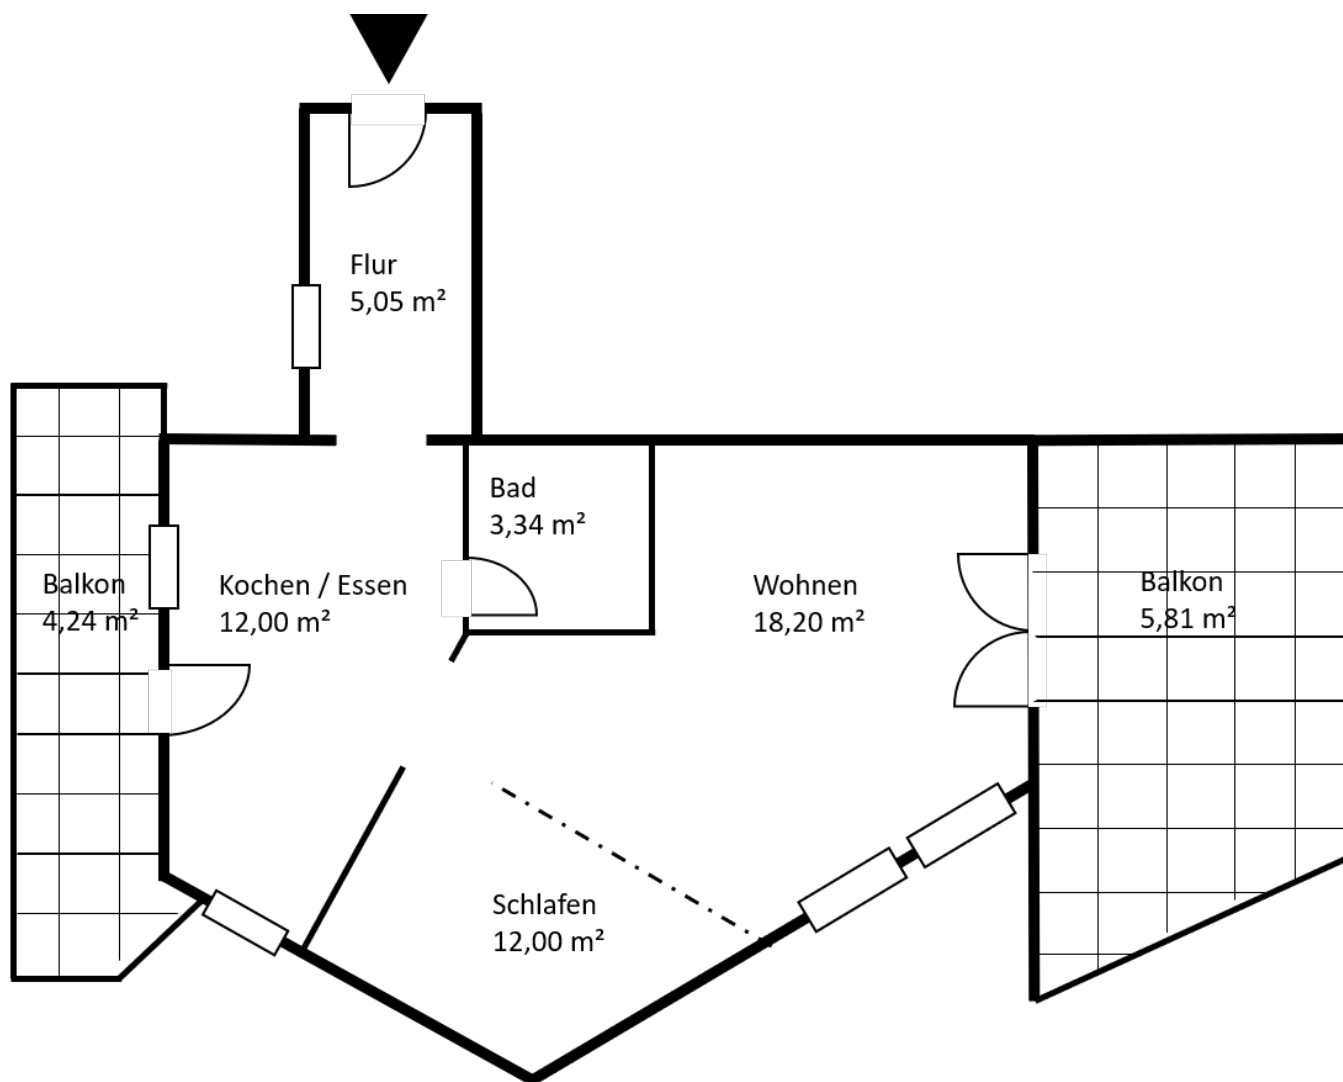 Flur
5,05 m²
Bad
3,34 m²
Balkon
4,24 m²
Kochen / Essen
12,00 m²
Wohnen
18,20 m²
Balkon
5,81 m²
Schlafen
12,00 m²